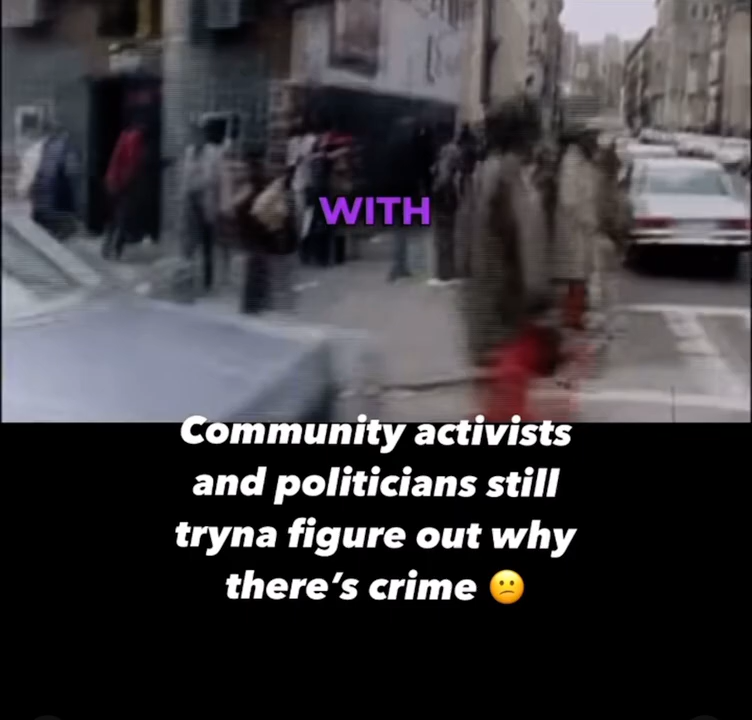 WITH
Community activists
and politicians still
tryna figure out why
there's crime 😕